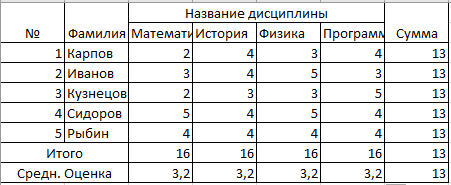 Название дисциплины
№ Фамилия Математи История Физика Программ Сумма
1 Карпов 2 4 3 4 13
2 Иванов 3 4 5 3 13
3 Кузнецов 2 3 3 5 13
4 Сидоров 5 4 5 4 13
5 Рыбин 4 4 4 4 13
Итого 16 16 16 16 13
Средн. Оценка 3,2 3,2 3,2 3,2 13